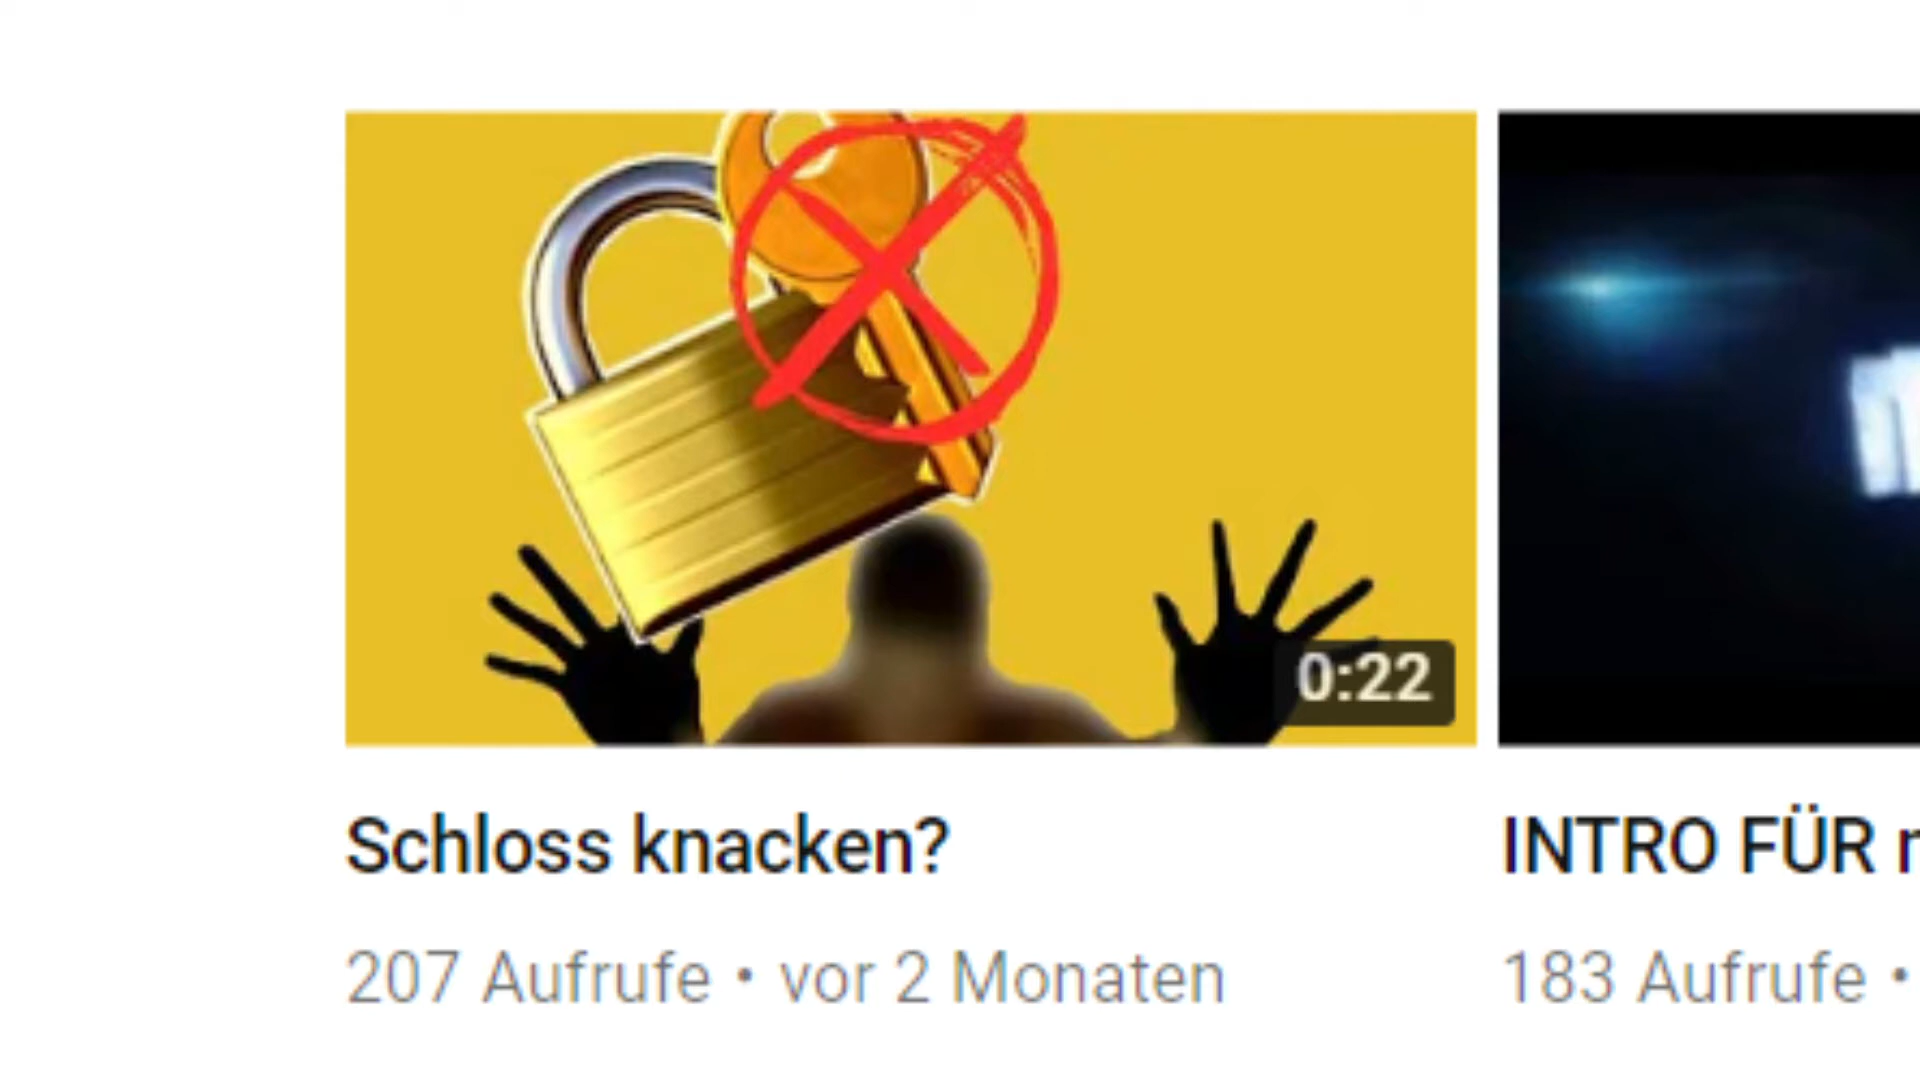 0:22
Schloss knacken?
207 Aufrufe • vor 2 Monaten
INTRO FÜR
183 Aufrufe •